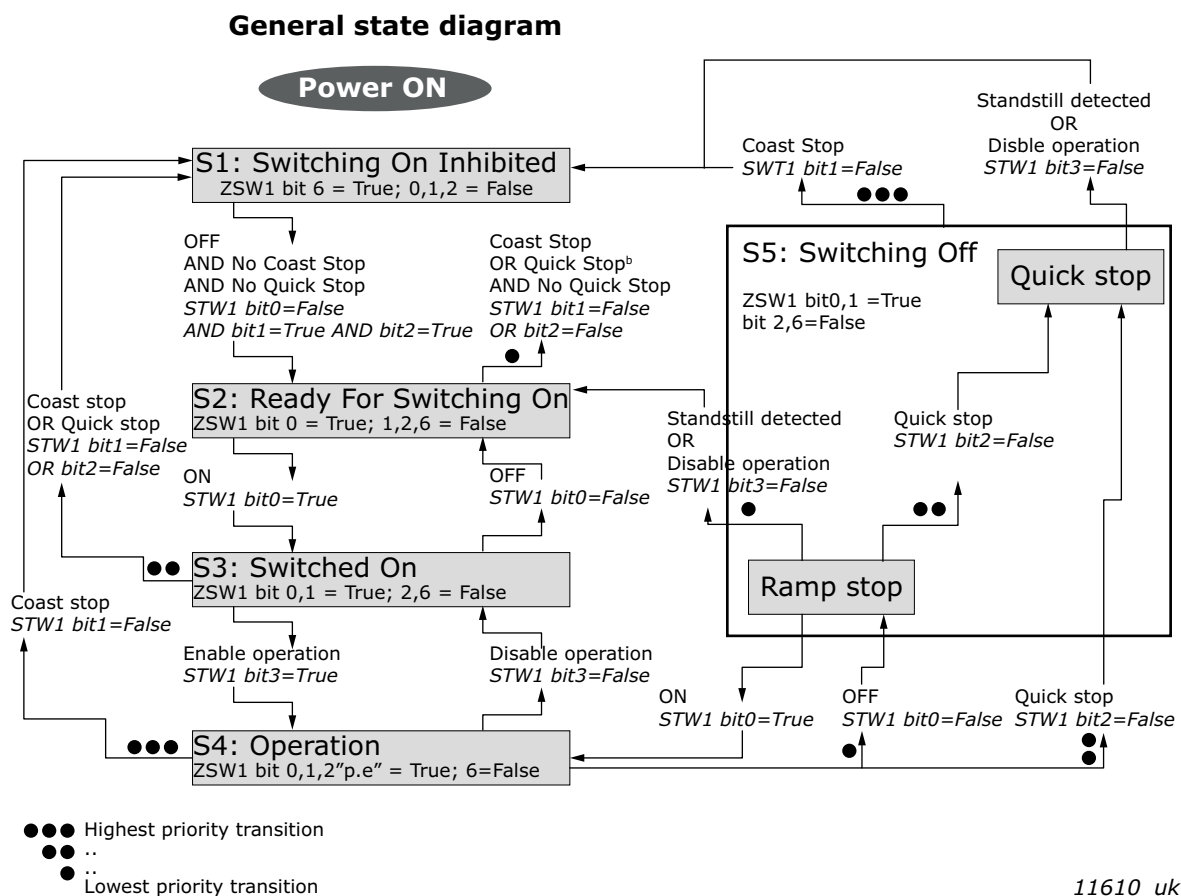 General state diagram
Power ON
S1: Switching On Inhibited
ZSW1 bit 6 = True; 0,1,2 = False
OFF
AND No Coast Stop
AND No Quick Stop
STW1 bit0=False
AND bit1=True AND bit2=True
Coast Stop
OR Quick Stopᵇ
AND No Quick Stop
STW1 bit1=False
OR bit2=False
S2: Ready For Switching On
ZSW1 bit 0 = True; 1,2,6 = False
Coast stop
OR Quick stop
STW1 bit1=False
OR bit2=False
ON
STW1 bit0=True
OFF
STW1 bit0=False
S3: Switched On
ZSW1 bit 0,1 = True; 2,6 = False
Coast stop
STW1 bit1=False
Enable operation
STW1 bit3=True
Disable operation
STW1 bit3=False
S4: Operation
ZSW1 bit 0,1,2”p.e” = True; 6=False
Coast Stop
SWT1 bit1=False
Standstill detected
OR
Disble operation
STW1 bit3=False
S5: Switching Off
ZSW1 bit0,1 =True
bit 2,6=False
Quick stop
Standstill detected
OR
Disable operation
STW1 bit3=False
Quick stop
STW1 bit2=False
Ramp stop
ON
STW1 bit0=True
OFF
STW1 bit0=False
Quick stop
STW1 bit2=False
Highest priority transition
..
..
Lowest priority transition
11610_uk